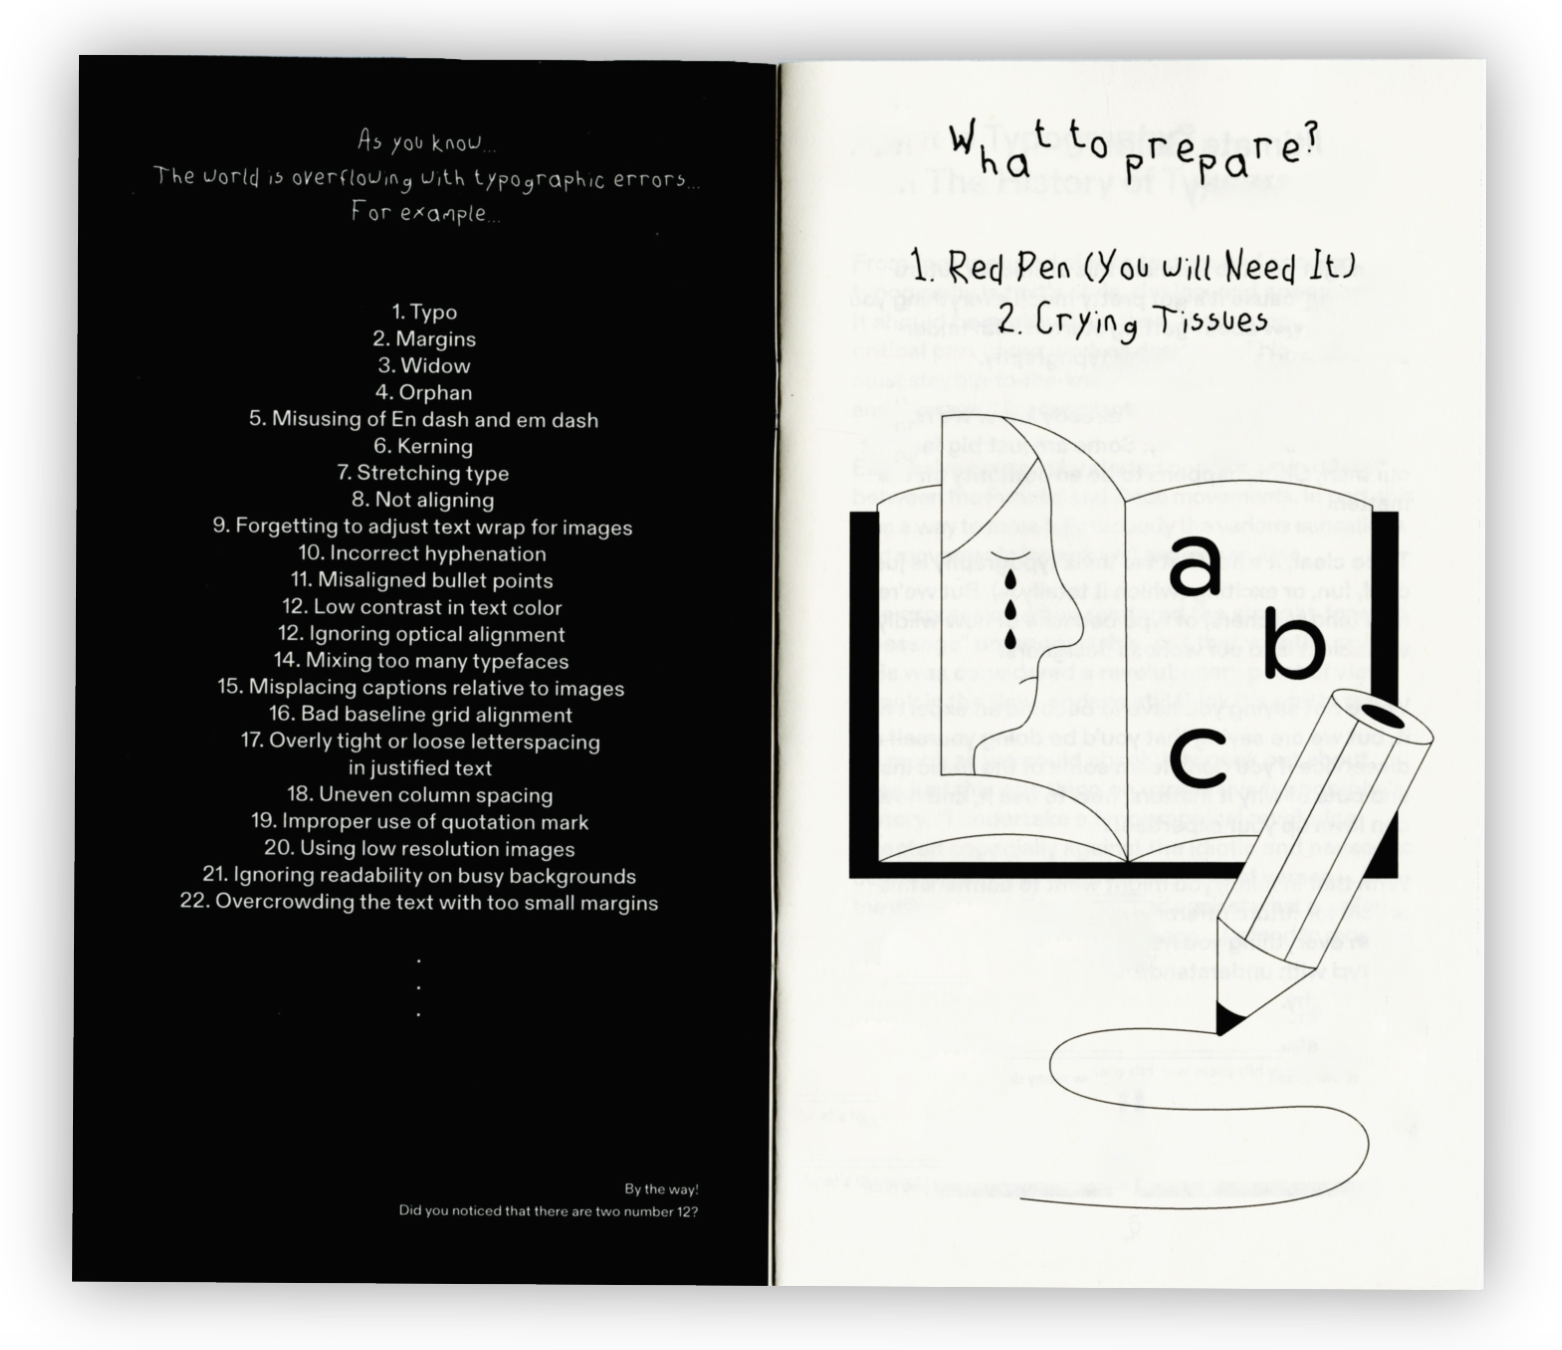 As you know...
The world is overflowing with typographic errors...
For example...
1. Typo
2. Margins
3. Widow
4. Orphan
5. Misusing of En dash and em dash
6. Kerning
7. Stretching type
8. Not aligning
9. Forgetting to adjust text wrap for images
10. Incorrect hyphenation
11. Misaligned bullet points
12. Low contrast in text color
12. Ignoring optical alignment
14. Mixing too many typefaces
15. Misplacing captions relative to images
16. Bad baseline grid alignment
17. Overly tight or loose letterspacing
in justified text
18. Uneven column spacing
19. Improper use of quotation mark
20. Using low resolution images
21. Ignoring readability on busy backgrounds
22. Overcrowding the text with too small margins
.
.
.
By the way!
Did you noticed that there are two number 12?
What to prepare?
1. Red Pen (You will Need It)
2. Crying Tissues
a
b
c